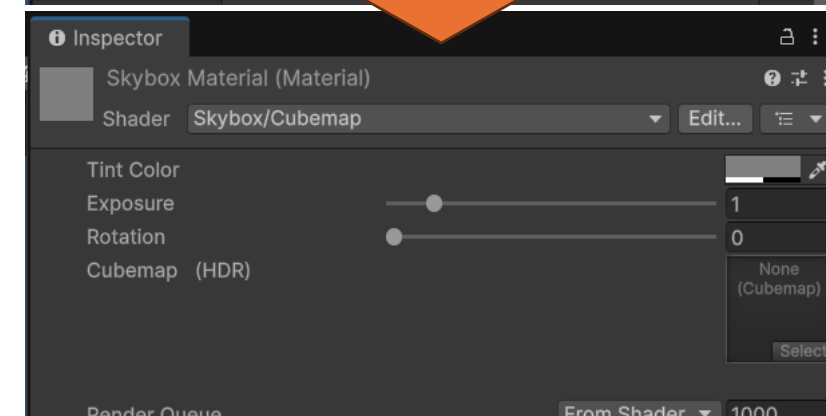 Inspector
Skybox Material (Material)
Shader Skybox/Cubemap Edit...
Tint Color
Exposure 1
Rotation 0
Cubemap (HDR) None
(Cubemap)
Select
Render Queue From Shader 1000